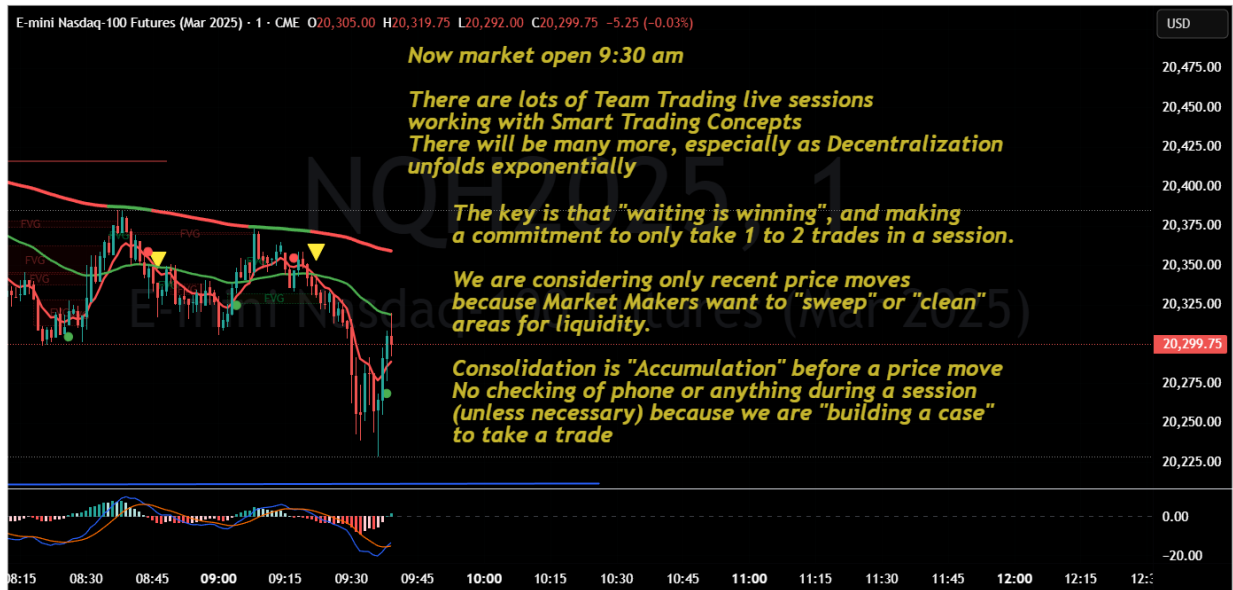 E-mini Nasdaq-100 Futures (Mar 2025) · 1 · CME O20,305.00 H20,319.75 L20,292.00 C20,299.75 −5.25 (−0.03%)
USD
Now market open 9:30 am
There are lots of Team Trading live sessions
working with Smart Trading Concepts
There will be many more, especially as Decentralization
unfolds exponentially
The key is that "waiting is winning", and making
a commitment to only take 1 to 2 trades in a session.
We are considering only recent price moves
because Market Makers want to "sweep" or "clean"
areas for liquidity.
Consolidation is "Accumulation" before a price move
No checking of phone or anything during a session
(unless necessary) because we are "building a case"
to take a trade
NQH2025, 1
E-mini Nasdaq-100 Futures (Mar 2025)
FVG
FVG
FVG
FVG
20,475.00
20,450.00
20,425.00
20,400.00
20,375.00
20,350.00
20,325.00
20,299.75
20,275.00
20,250.00
20,225.00
0.00
−20.00
08:15 08:30 08:45 09:00 09:15 09:30 09:45 10:00 10:15 10:30 10:45 11:00 11:15 11:30 11:45 12:00 12:15